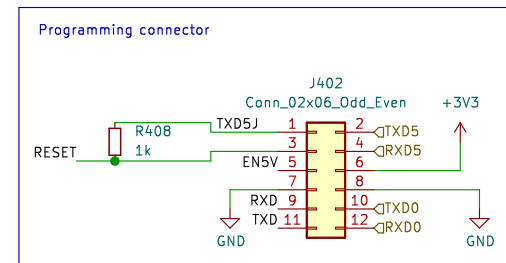 Programming connector
J402
Conn_02x06_Odd_Even
+3V3
TXD5J 1 2 TXD5
R408
1k
RESET
3 4 RXD5
EN5V 5 6
7 8
RXD 9 10 TXD0
TXD 11 12 RXD0
GND
GND